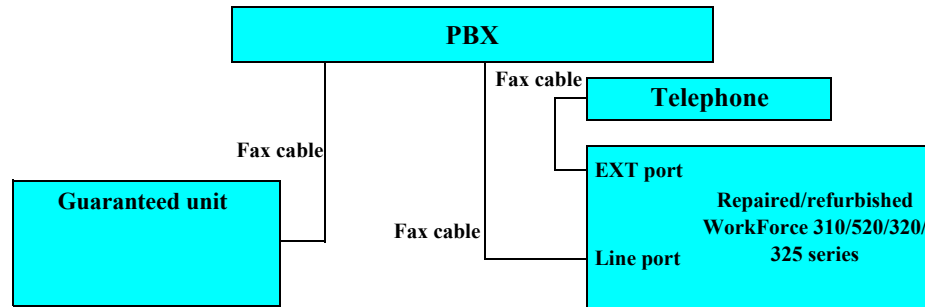 PBX
Fax cable
Telephone
Fax cable
EXT port
Guaranteed unit
Repaired/refurbished
WorkForce 310/520/320/
325 series
Fax cable
Line port